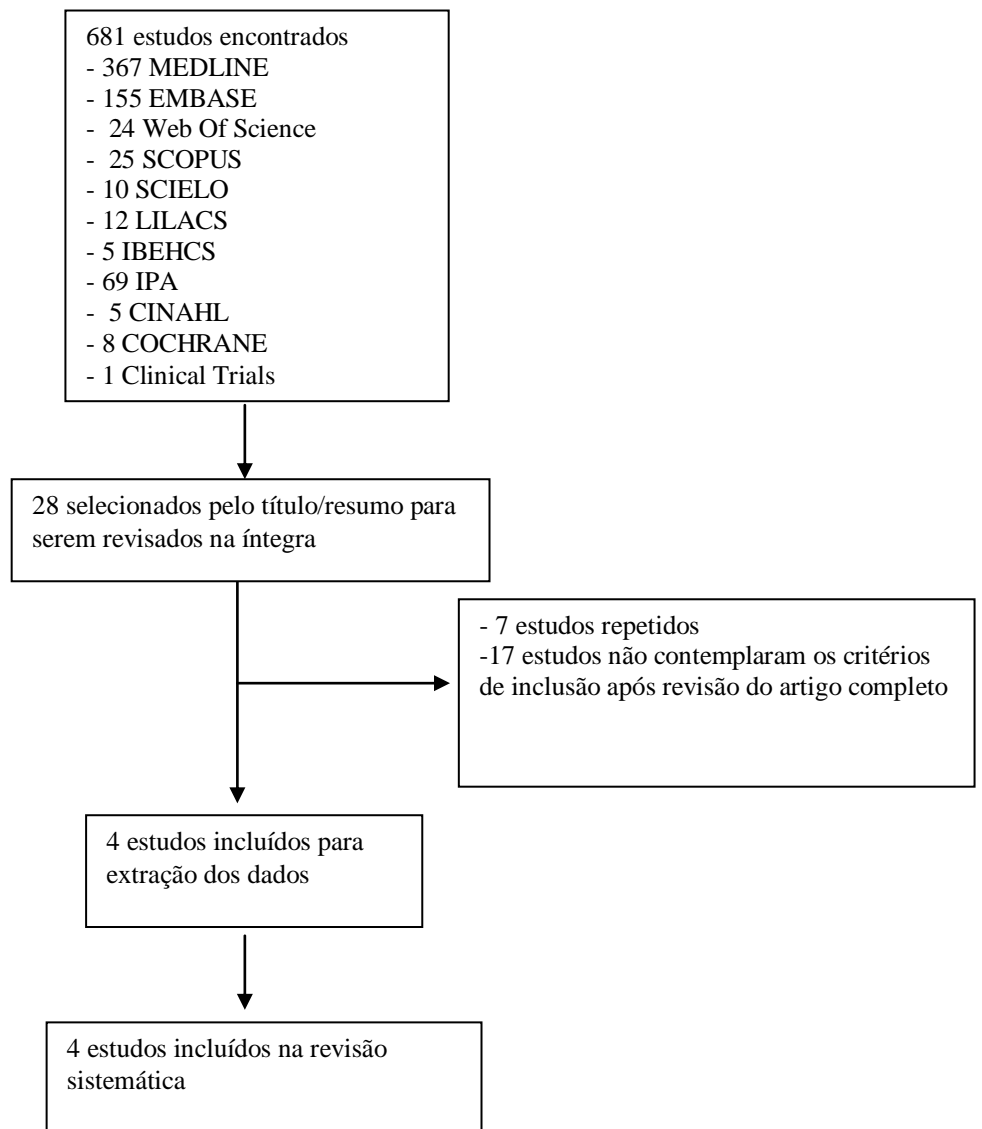 681 estudos encontrados
- 367 MEDLINE
- 155 EMBASE
- 24 Web Of Science
- 25 SCOPUS
- 10 SCIELO
- 12 LILACS
- 5 IBEHCS
- 69 IPA
- 5 CINAHL
- 8 COCHRANE
- 1 Clinical Trials
28 selecionados pelo título/resumo para
serem revisados na íntegra
- 7 estudos repetidos
-17 estudos não contemplaram os critérios
de inclusão após revisão do artigo completo
4 estudos incluídos para
extração dos dados
4 estudos incluídos na revisão
sistemática